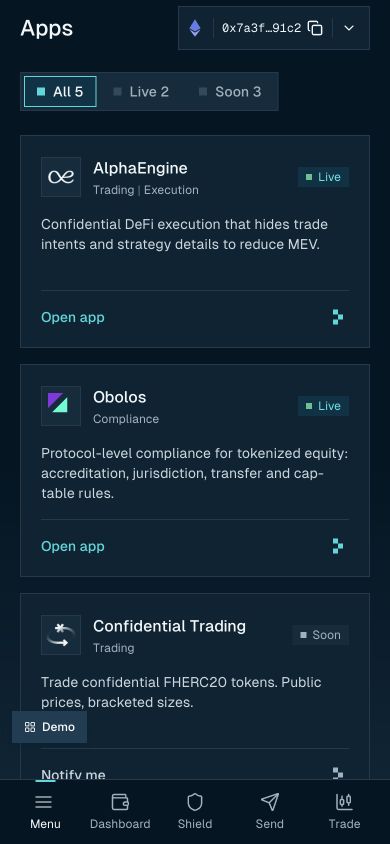 Apps
0x7a3f…91c2
All 5
Live 2
Soon 3
AlphaEngine
Trading | Execution
Live
Confidential DeFi execution that hides trade
intents and strategy details to reduce MEV.
Open app
Obolos
Compliance
Live
Protocol-level compliance for tokenized equity:
accreditation, jurisdiction, transfer and cap-
table rules.
Open app
Confidential Trading
Trading
Soon
Trade confidential FHERC20 tokens. Public
prices, bracketed sizes.
Demo
Notify me
Menu
Dashboard
Shield
Send
Trade